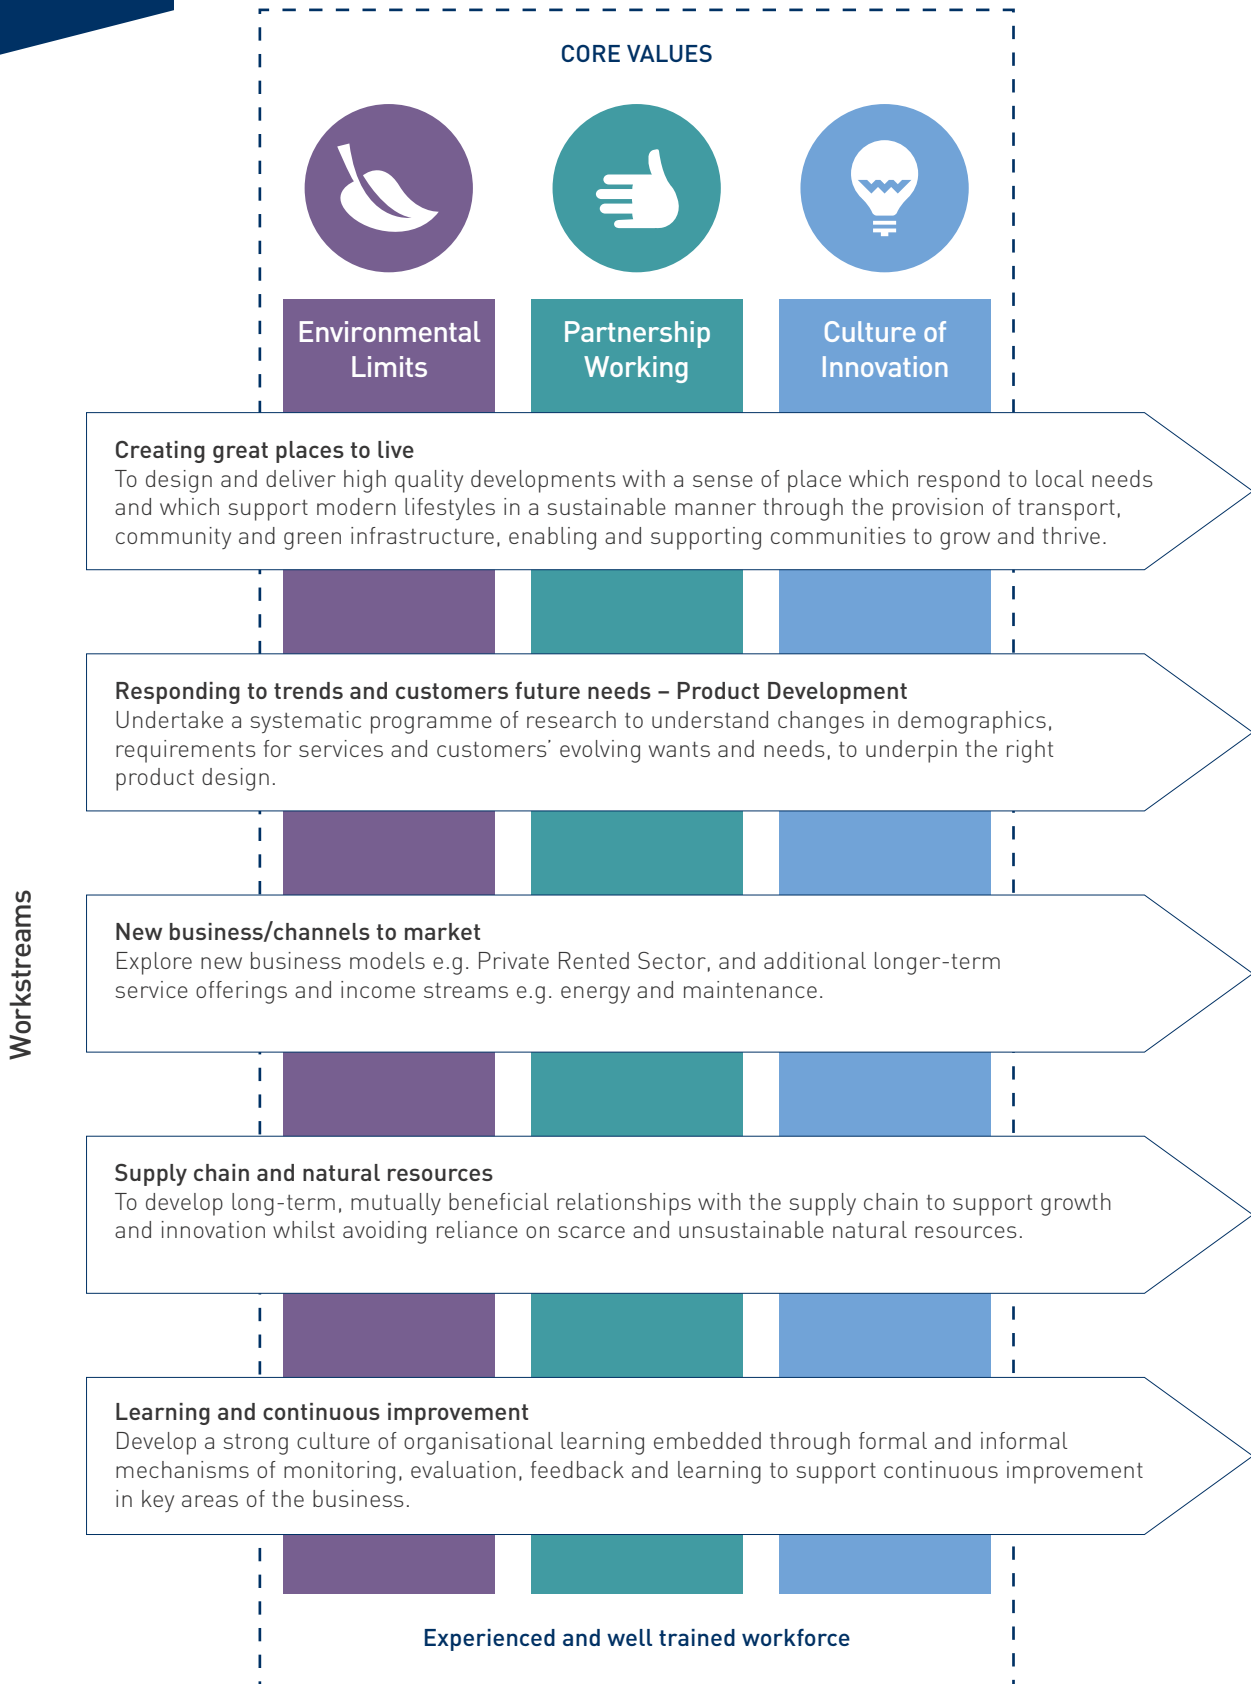 CORE VALUES
Environmental
Limits
Partnership
Working
Culture of
Innovation
Creating great places to live
To design and deliver high quality developments with a sense of place which respond to local needs
and which support modern lifestyles in a sustainable manner through the provision of transport,
community and green infrastructure, enabling and supporting communities to grow and thrive.
Responding to trends and customers future needs – Product Development
Undertake a systematic programme of research to understand changes in demographics,
requirements for services and customers’ evolving wants and needs, to underpin the right
product design.
Workstreams
New business/channels to market
Explore new business models e.g. Private Rented Sector, and additional longer-term
service offerings and income streams e.g. energy and maintenance.
Supply chain and natural resources
To develop long-term, mutually beneficial relationships with the supply chain to support growth
and innovation whilst avoiding reliance on scarce and unsustainable natural resources.
Learning and continuous improvement
Develop a strong culture of organisational learning embedded through formal and informal
mechanisms of monitoring, evaluation, feedback and learning to support continuous improvement
in key areas of the business.
Experienced and well trained workforce